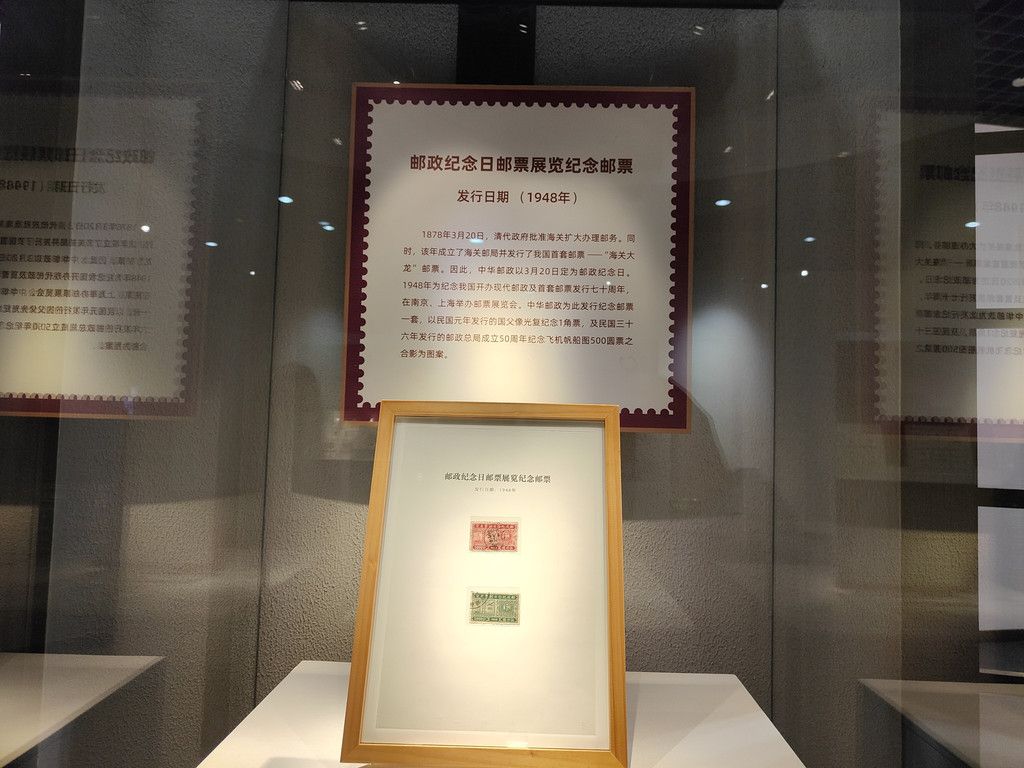 邮政纪念日邮票展览纪念邮票
发行日期 （1948年）
1878年3月20日，清代政府批准海关扩大办理邮务。同
时，该年成立了海关邮局并发行了我国首套邮票 ——“海关大
龙”邮票。因此，中华邮政以3月20日定为邮政纪念日。
1948年为纪念我国开办现代邮政及首套邮票发行七十周年，
在南京、上海举办邮票展览会。中华邮政为此发行纪念邮票
一套，以民国元年发行的国父像光复纪念1角票，及民国三十
六年发行的邮政总局成立50周年纪念飞机帆船图500圆票之
合影为图案。
邮政纪念日邮票展览纪念邮票
发行日期：1948年